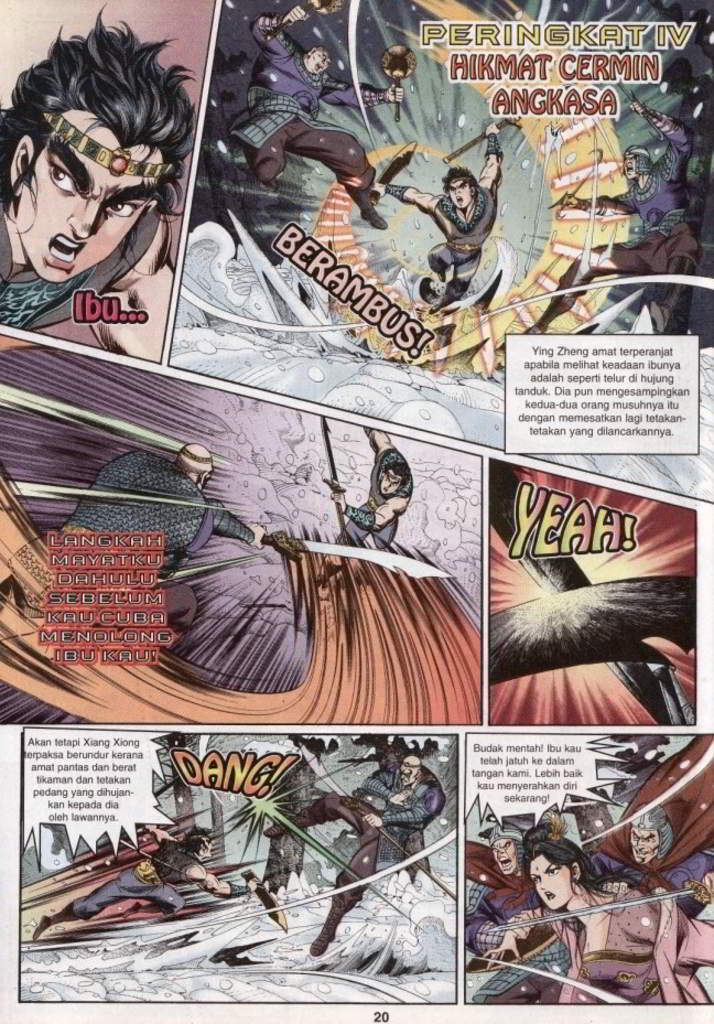 Ibu...
PERINGKAT IV
HIKMAT CERMIN
ANGKASA
BERAMBUS!
Ying Zheng amat terperanjat
apabila melihat keadaan ibunya
adalah seperti telur di hujung
tanduk. Dia pun mengesampingkan
kedua-dua orang musuhnya itu
dengan memesatkan lagi tetakan-
tetakan yang dilancarkannya.
LANGKAH
MAYATKU
DAHULU
SEBELUM
KAU CUBA
MENOLONG
IBU KAU!
YEAH!
Akan tetapi Xiang Xiong
terpaksa berundur kerana
amat pantas dan berat
tikaman dan tetakan
pedang yang dihujan-
kan kepada dia
oleh lawannya.
DANG!
Budak mentah! Ibu kau
telah jatuh ke dalam
tangan kami. Lebih baik
kau menyerahkan diri
sekarang!
20